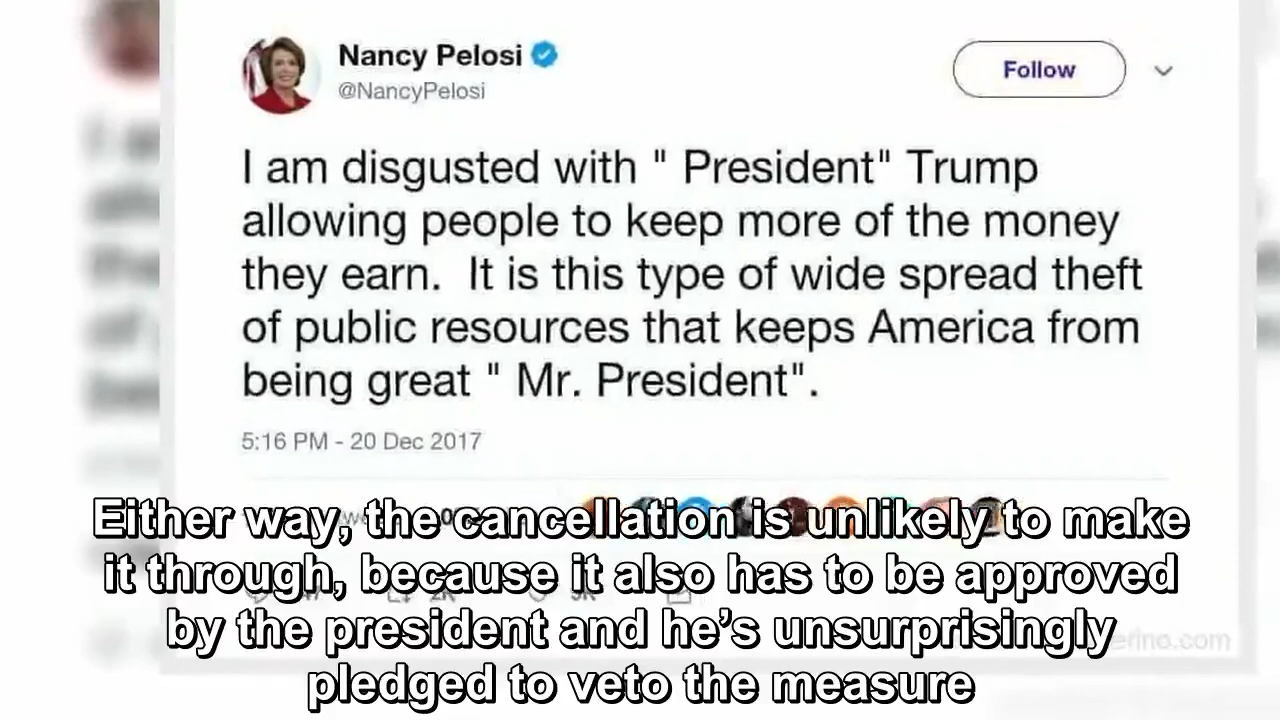 Nancy Pelosi
@NancyPelosi
Follow
I am disgusted with " President" Trump
allowing people to keep more of the money
they earn.  It is this type of wide spread theft
of public resources that keeps America from
being great " Mr. President".
5:16 PM - 20 Dec 2017
Either way, the cancellation is unlikely to make
it through, because it also has to be approved
by the president and he’s unsurprisingly
pledged to veto the measure